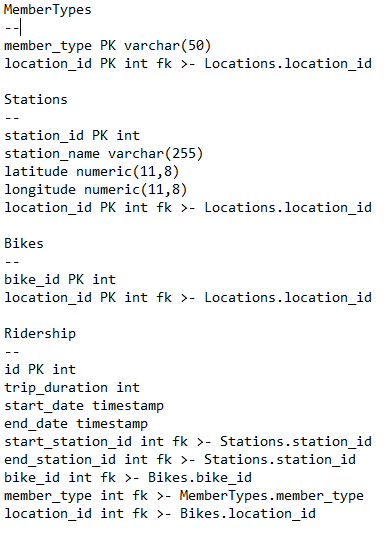 MemberTypes
--
member_type PK varchar(50)
location_id PK int fk >- Locations.location_id
Stations
--
station_id PK int
station_name varchar(255)
latitude numeric(11,8)
longitude numeric(11,8)
location_id PK int fk >- Locations.location_id
Bikes
--
bike_id PK int
location_id PK int fk >- Locations.location_id
Ridership
--
id PK int
trip_duration int
start_date timestamp
end_date timestamp
start_station_id int fk >- Stations.station_id
end_station_id int fk >- Stations.station_id
bike_id int fk >- Bikes.bike_id
member_type int fk >- MemberTypes.member_type
location_id int fk >- Bikes.location_id